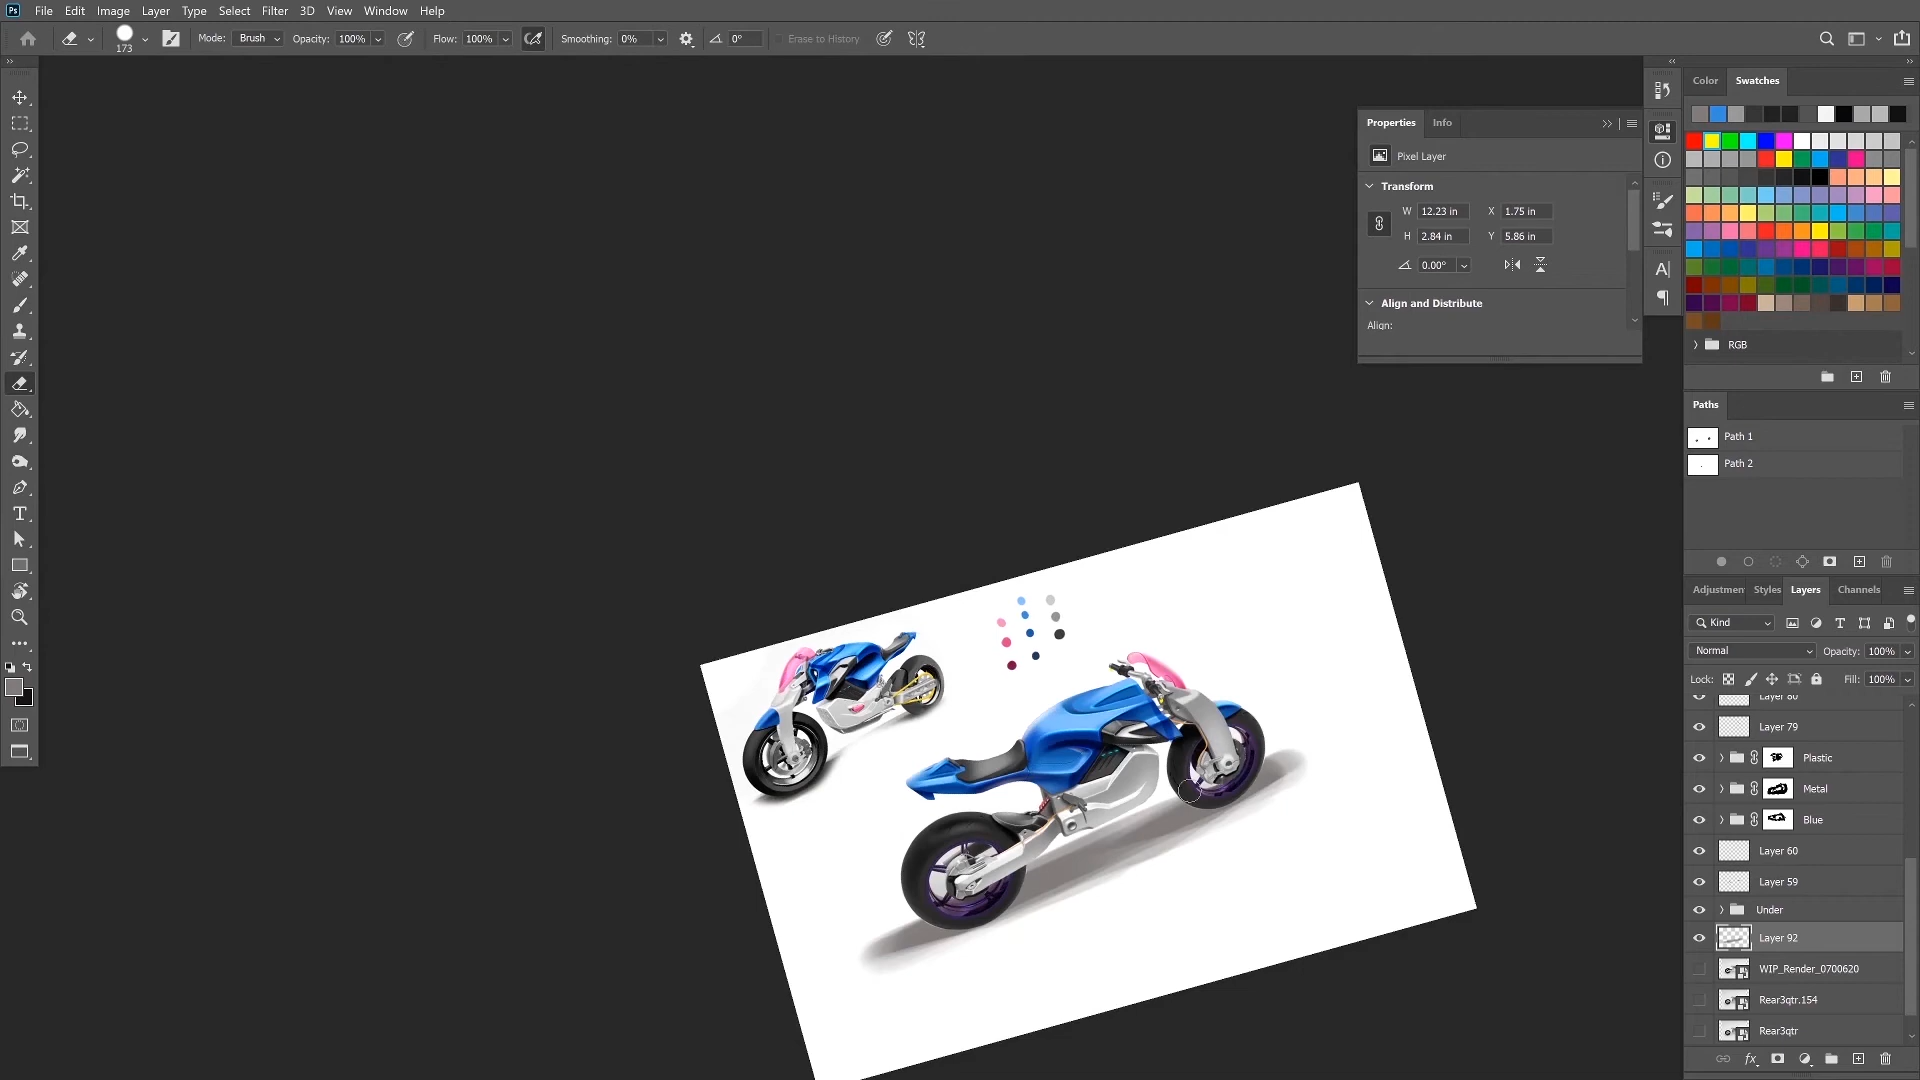 Ps File Edit Image Layer Type Select Filter 3D View Window Help
173 Mode: Brush Opacity: 100% Flow: 100% Smoothing: 0% 0° Erase to History
Color Swatches
RGB
Properties Info
Pixel Layer
Transform
W 12.23 in X 1.75 in
H 2.84 in Y 5.86 in
0.00°
Align and Distribute
Align:
Paths
Path 1
Path 2
Adjustmen Styles Layers Channels
Kind
Normal Opacity: 100%
Lock: Fill: 100%
Layer 80
Layer 79
Plastic
Metal
Blue
Layer 60
Layer 59
Under
Layer 92
WIP_Render_0700620
Rear3qtr.154
Rear3qtr